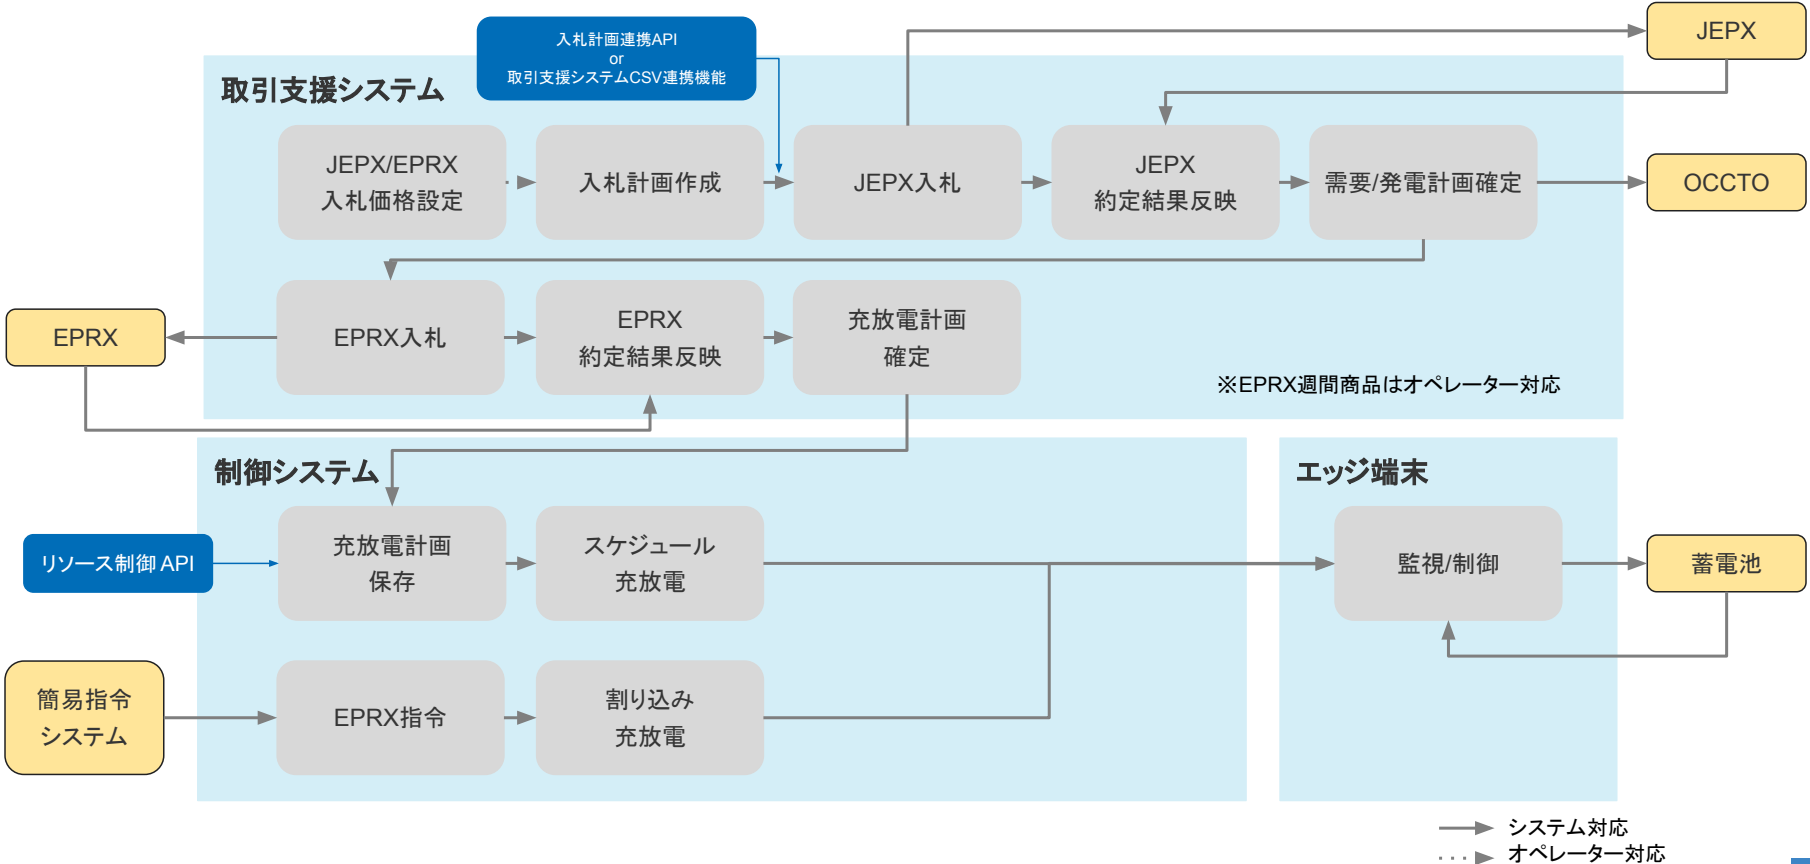 入札計画連携API
or
取引支援システムCSV連携機能
JEPX
取引支援システム
JEPX/EPRX
入札価格設定
入札計画作成
JEPX入札
JEPX
約定結果反映
需要/発電計画確定
OCCTO
EPRX
EPRX入札
EPRX
約定結果反映
充放電計画
確定
※EPRX週間商品はオペレーター対応
制御システム
エッジ端末
リソース制御 API
充放電計画
保存
スケジュール
充放電
監視/制御
蓄電池
簡易指令
システム
EPRX指令
割り込み
充放電
システム対応
オペレーター対応